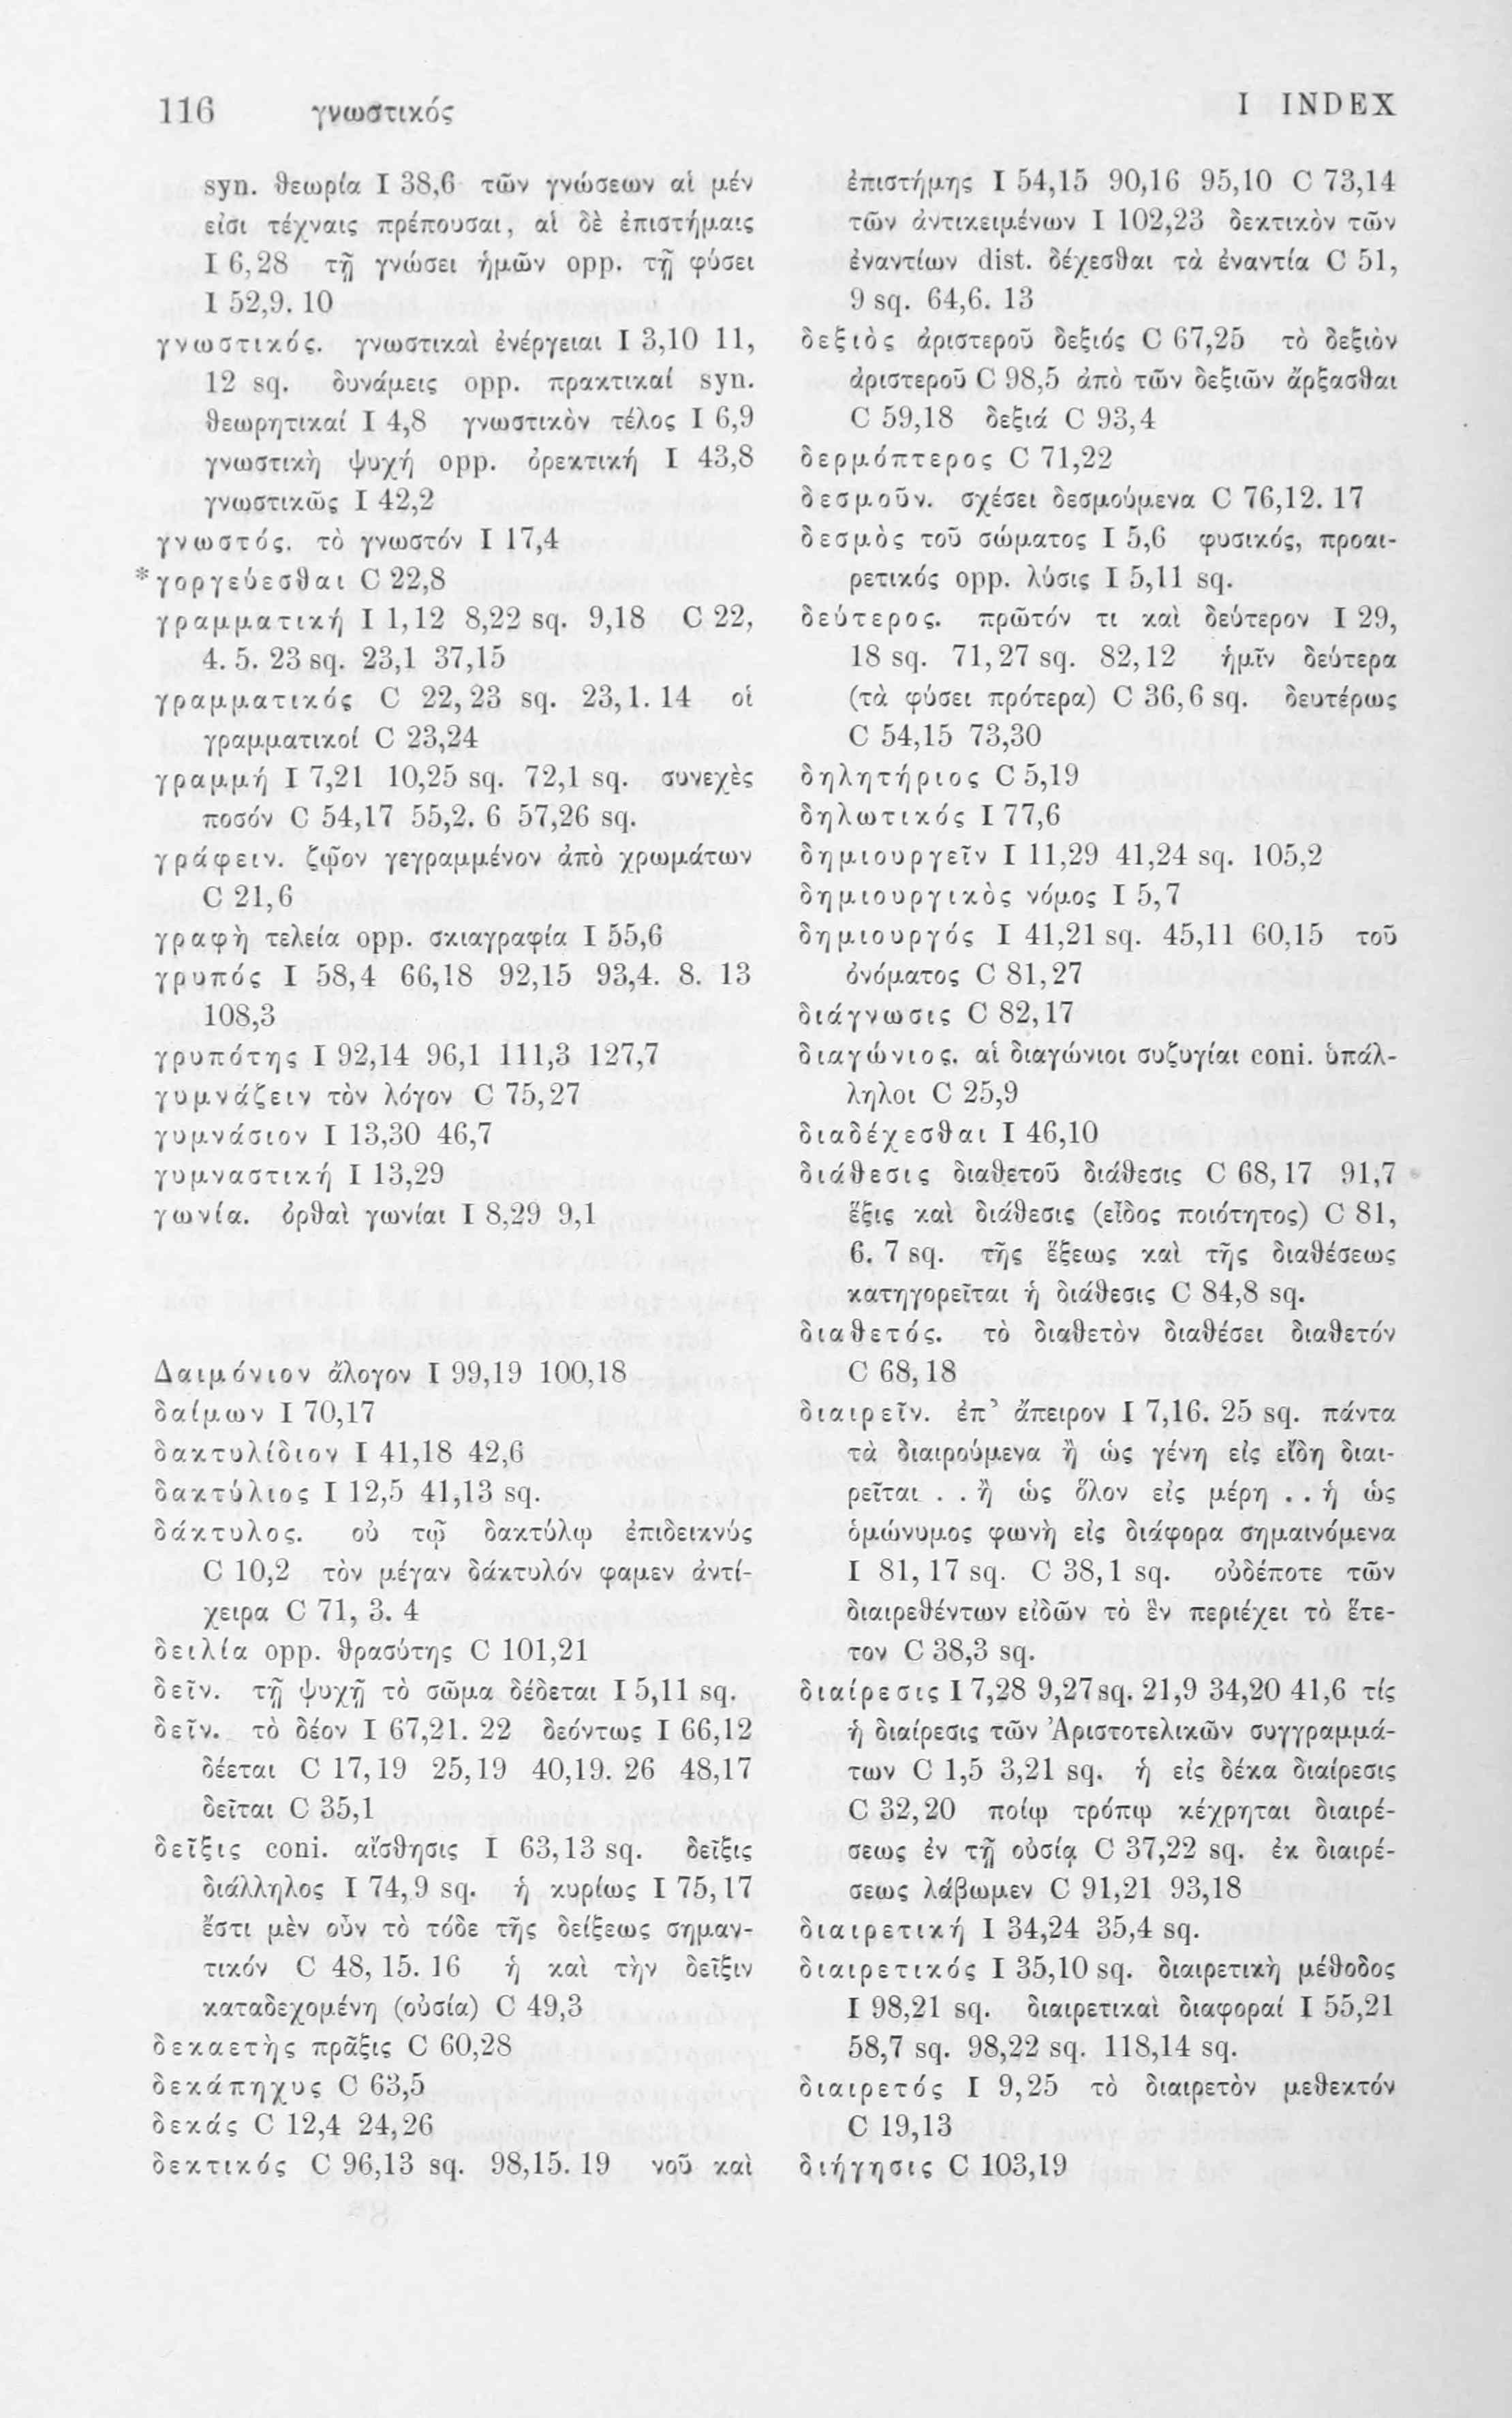 116 γνωστικός I INDEX
syn. θεωρία I 38,6 τῶν γνώσεων αἱ μέν
εἰσι τέχναις πρέπουσαι, αἱ δὲ ἐπιστήμαις
I 6,28 τῇ γνώσει ἡμῶν opp. τῇ φύσει
I 52,9. 10
γνωστικός. γνωστικαὶ ἐνέργειαι I 3,10 11,
12 sq. δυνάμεις opp. πρακτικαί syn.
θεωρητικαί I 4,8 γνωστικὸν τέλος I 6,9
γνωστικὴ ψυχή opp. ὀρεκτική I 43,8
γνωστικῶς I 42,2
γνωστός. τὸ γνωστόν I 17,4
*γοργεύεσθαι C 22,8
γραμματική I 1,12 8,22 sq. 9,18 C 22,
4. 5. 23 sq. 23,1 37,15
γραμματικός C 22,23 sq. 23,1. 14 οἱ
γραμματικοί C 23,24
γραμμή I 7,21 10,25 sq. 72,1 sq. συνεχὲς
ποσόν C 54,17 55,2. 6 57,26 sq.
γράφειν. ζῷον γεγραμμένον ἀπὸ χρωμάτων
C 21,6
γραφὴ τελεία opp. σκιαγραφία I 55,6
γρυπός I 58,4 66,18 92,15 93,4. 8. 13
108,3
γρυπότης I 92,14 96,1 111,3 127,7
γυμνάζειν τὸν λόγον C 75,27
γυμνάσιον I 13,30 46,7
γυμναστική I 13,29
γωνία. ὀρθαὶ γωνίαι I 8,29 9,1
Δαιμόνιον ἄλογον I 99,19 100,18
δαίμων I 70,17
δακτυλίδιον I 41,18 42,6
δακτύλιος I 12,5 41,13 sq.
δάκτυλος. οὐ τῷ δακτύλῳ ἐπιδεικνύς
C 10,2 τὸν μέγαν δάκτυλόν φαμεν ἀντί-
χειρα C 71, 3. 4
δειλία opp. θρασύτης C 101,21
δεῖν. τῇ ψυχῇ τὸ σῶμα δέδεται I 5,11 sq.
δεῖν. τὸ δέον I 67,21. 22 δεόντως I 66,12
δέεται C 17,19 25,19 40,19. 26 48,17
δεῖται C 35,1
δεῖξις coni. αἴσθησις I 63,13 sq. δεῖξις
διάλληλος I 74,9 sq. ἡ κυρίως I 75,17
ἔστι μὲν οὖν τὸ τόδε τῆς δείξεως σημαν-
τικόν C 48, 15. 16 ἡ καὶ τὴν δεῖξιν
καταδεχομένη (οὐσία) C 49,3
δεκαετὴς πρᾶξις C 60,28
δεκάπηχυς C 63,5
δεκάς C 12,4 24,26
δεκτικός C 96,13 sq. 98,15. 19 νοῦ καὶ
ἐπιστήμης I 54,15 90,16 95,10 C 73,14
τῶν ἀντικειμένων I 102,23 δεκτικὸν τῶν
ἐναντίων dist. δέχεσθαι τὰ ἐναντία C 51,
9 sq. 64,6. 13
δεξιὸς ἀριστεροῦ δεξιός C 67,25 τὸ δεξιὸν
ἀριστεροῦ C 98,5 ἀπὸ τῶν δεξιῶν ἄρξασθαι
C 59,18 δεξιά C 93,4
δερμόπτερος C 71,22
δεσμοῦν. σχέσει δεσμούμενα C 76,12. 17
δεσμὸς τοῦ σώματος I 5,6 φυσικός, προαι-
ρετικός opp. λύσις I 5,11 sq.
δεύτερος. πρῶτόν τι καὶ δεύτερον I 29,
18 sq. 71,27 sq. 82,12 ἡμῖν δεύτερα
(τὰ φύσει πρότερα) C 36,6 sq. δευτέρως
C 54,15 73,30
δηλητήριος C 5,19
δηλωτικός I 77,6
δημιουργεῖν I 11,29 41,24 sq. 105,2
δημιουργικὸς νόμος I 5,7
δημιουργός I 41,21 sq. 45,11 60,15 τοῦ
ὀνόματος C 81,27
διάγνωσις C 82,17
διαγώνιος. αἱ διαγώνιοι συζυγίαι coni. ὑπάλ-
ληλοι C 25,9
διαδέχεσθαι I 46,10
διάθεσις διαθετοῦ διάθεσις C 68,17 91,7
ἕξις καὶ διάθεσις (εἶδος ποιότητος) C 81,
6. 7 sq. τῆς ἕξεως καὶ τῆς διαθέσεως
κατηγορεῖται ἡ διάθεσις C 84,8 sq.
διαθετός. τὸ διαθετὸν διαθέσει διαθετόν
C 68,18
διαιρεῖν. ἐπ᾽ ἄπειρον I 7,16. 25 sq. πάντα
τὰ διαιρούμενα ἢ ὡς γένη εἰς εἴδη διαι-
ρεῖται . . ἢ ὡς ὅλον εἰς μέρη . . ἡ ὡς
ὁμώνυμος φωνὴ εἰς διάφορα σημαινόμενα
I 81, 17 sq. C 38,1 sq. οὐδέποτε τῶν
διαιρεθέντων εἰδῶν τὸ ἓν περιέχει τὸ ἕτε-
τον C 38,3 sq.
διαίρεσις I 7,28 9,27 sq. 21,9 34,20 41,6 τίς
ἡ διαίρεσις τῶν Ἀριστοτελικῶν συγγραμμά-
των C 1,5 3,21 sq. ἡ εἰς δέκα διαίρεσις
C 32,20 ποίῳ τρόπῳ κέχρηται διαιρέ-
σεως ἐν τῇ οὐσίᾳ C 37,22 sq. ἐκ διαιρέ-
σεως λάβωμεν C 91,21 93,18
διαιρετική I 34,24 35,4 sq.
διαιρετικός I 35,10 sq. διαιρετικὴ μέθοδος
I 98,21 sq. διαιρετικαὶ διαφοραί I 55,21
58,7 sq. 98,22 sq. 118,14 sq.
διαιρετός I 9,25 τὸ διαιρετὸν μεθεκτόν
C 19,13
διήγησις C 103,19